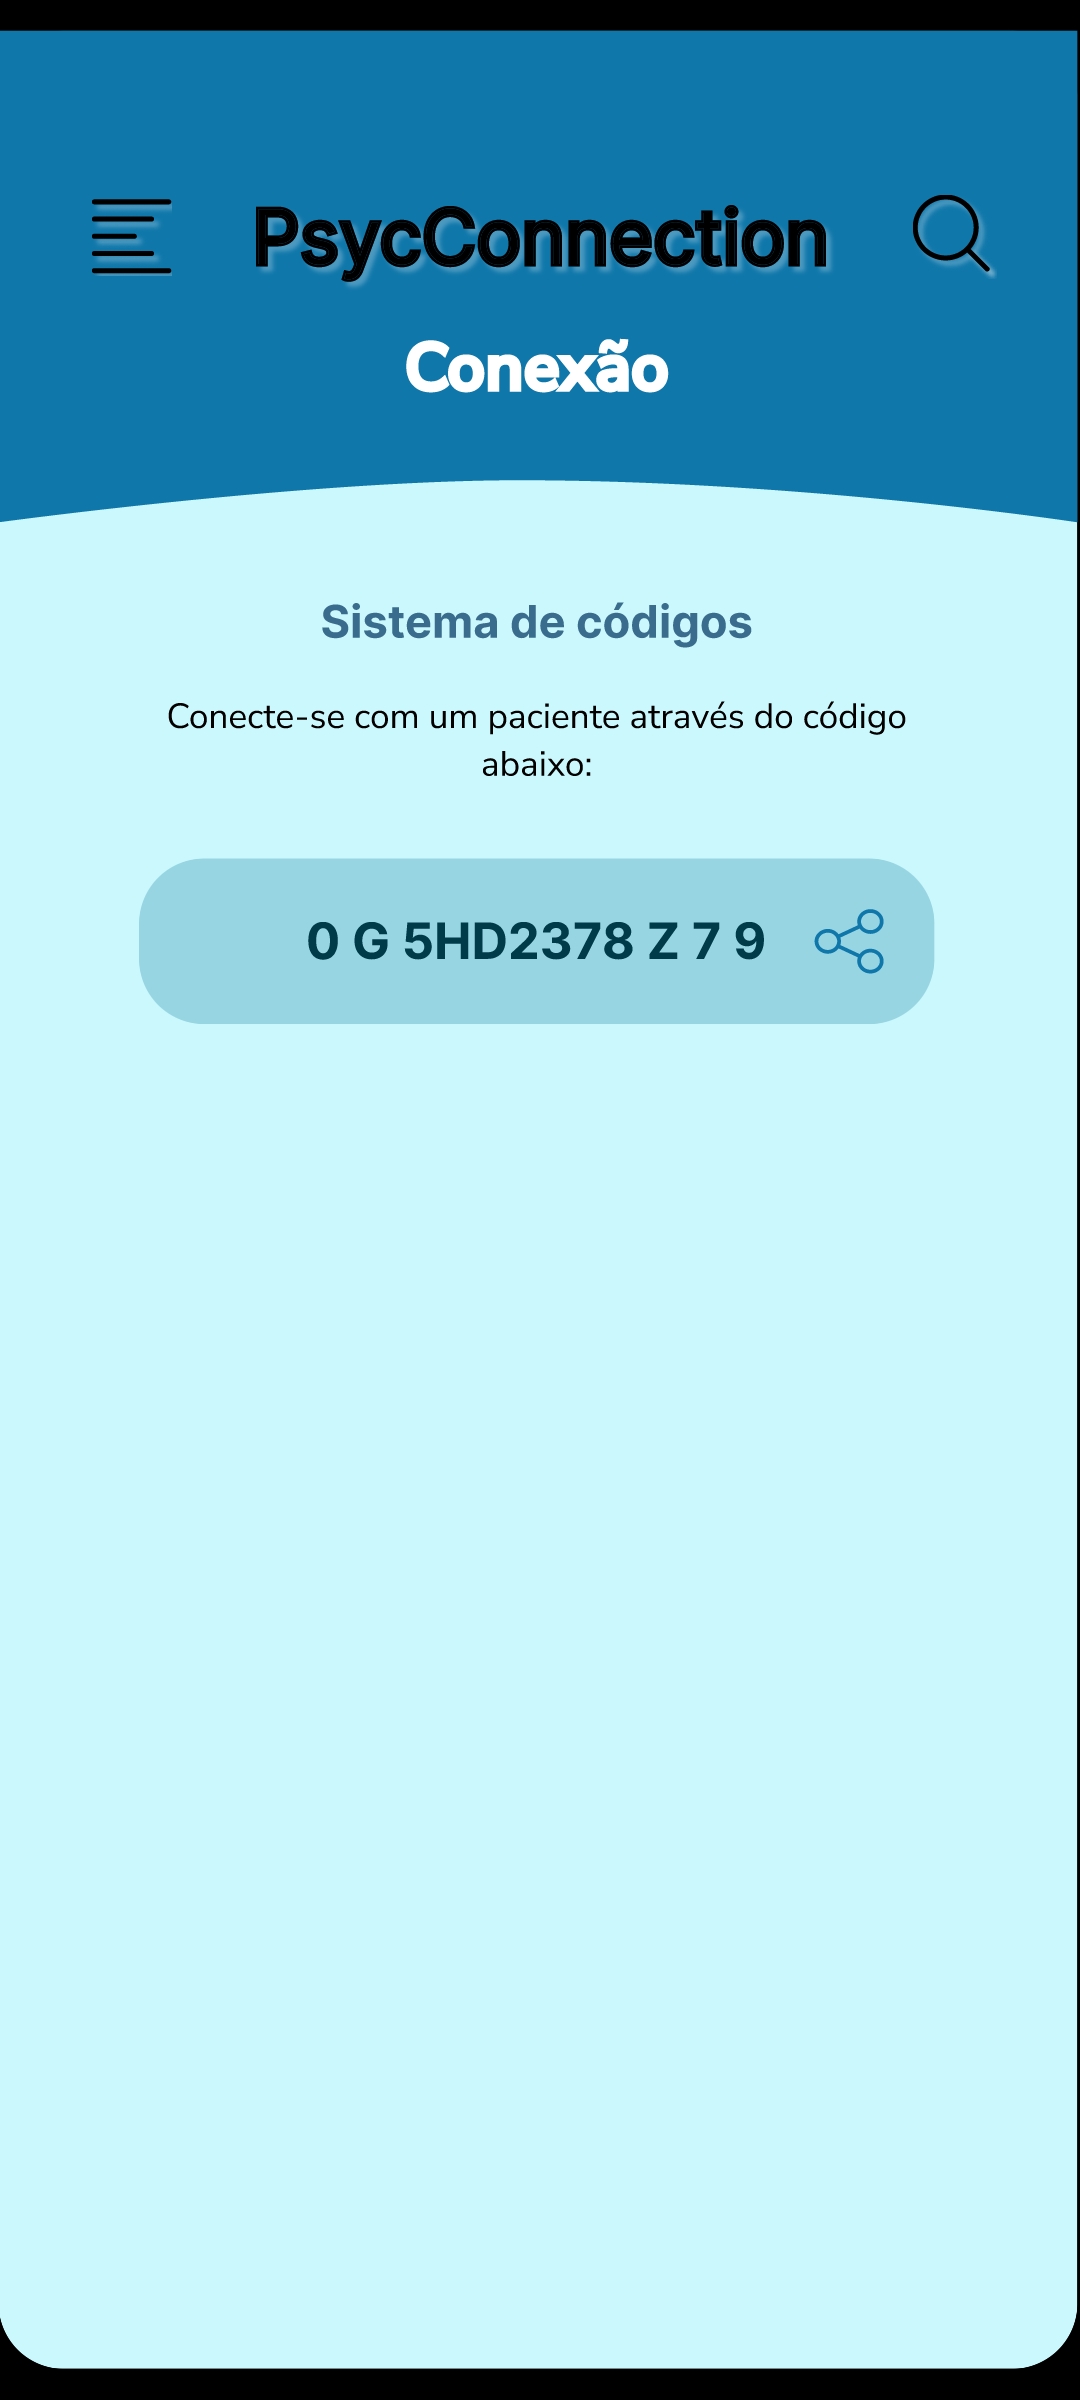 PsycConnection
Conexão
Sistema de códigos
Conecte-se com um paciente através do código
abaixo:
0 G 5HD2378 Z 7 9